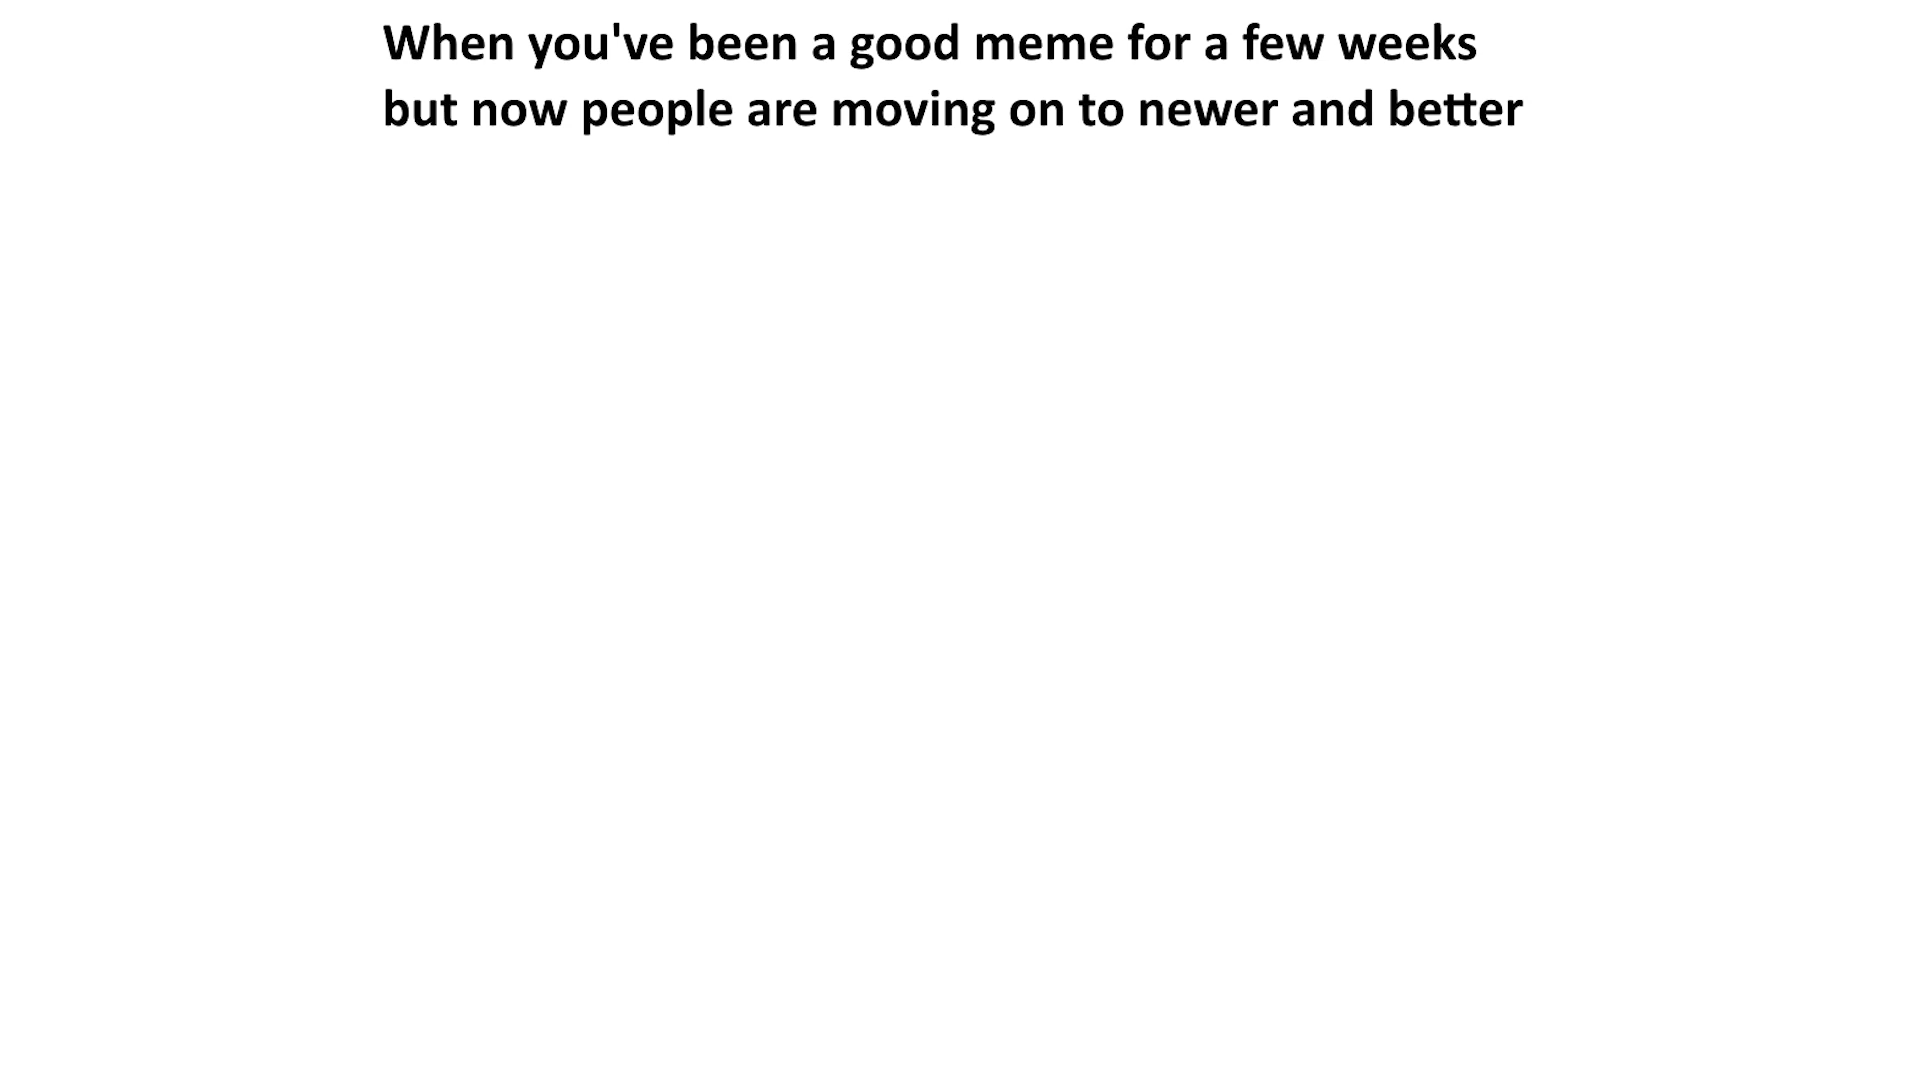 When you've been a good meme for a few weeks
but now people are moving on to newer and better